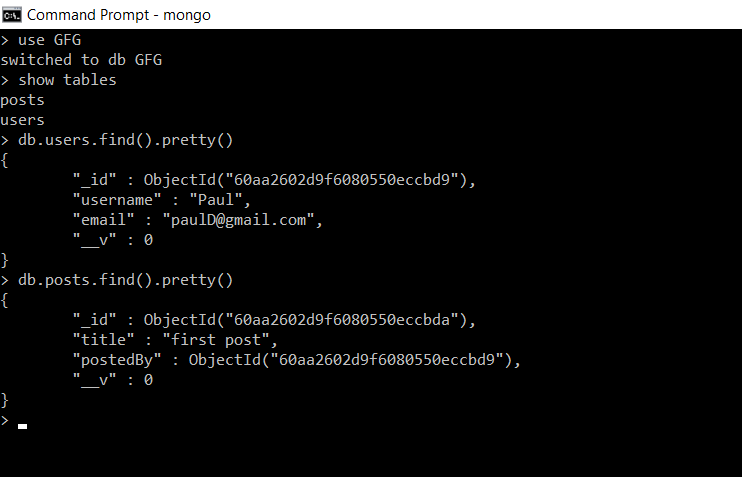 Command Prompt - mongo
> use GFG
switched to db GFG
> show tables
posts
users
> db.users.find().pretty()
{
        "_id" : ObjectId("60aa2602d9f6080550eccbd9"),
        "username" : "Paul",
        "email" : "paulD@gmail.com",
        "__v" : 0
}
> db.posts.find().pretty()
{
        "_id" : ObjectId("60aa2602d9f6080550eccbda"),
        "title" : "first post",
        "postedBy" : ObjectId("60aa2602d9f6080550eccbd9"),
        "__v" : 0
}
>